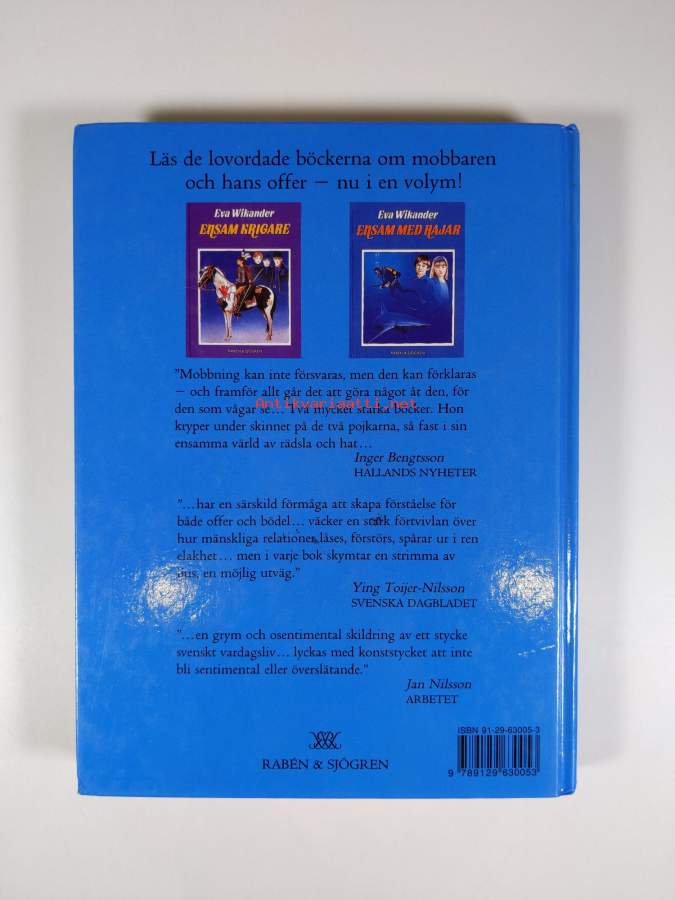 Läs de lovordade böckerna om mobbaren
och hans offer – nu i en volym!
Eva Wikander
ENSAM KRIGARE
RABÉN & SJÖGREN
Eva Wikander
ENSAM MED HAJAR
RABÉN & SJÖGREN
"Mobbning kan inte försvaras, men den kan förklaras
– och framför allt går det att göra något åt den, för
den som vågar se... Två mycket starka böcker. Hon
kryper under skinnet på de två pojkarna, så fast i sin
ensamma värld av rädsla och hat...
Inger Bengtsson
HALLANDS NYHETER
Antikvariaatti.net
"...har en särskild förmåga att skapa förståelse för
både offer och bödel... väcker en stark förtvivlan över
hur mänskliga relationer låses, förstörs, spårar ur i ren
elakhet... men i varje bok skymtar en strimma av
ljus, en möjlig utväg."
Ying Toijer-Nilsson
SVENSKA DAGBLADET
"...en grym och osentimental skildring av ett stycke
svenskt vardagsliv... lyckas med konststycket att inte
bli sentimental eller överslätande."
Jan Nilsson
ARBETET
RABÉN & SJÖGREN
ISBN 91-29-63005-3
9 789129 630053